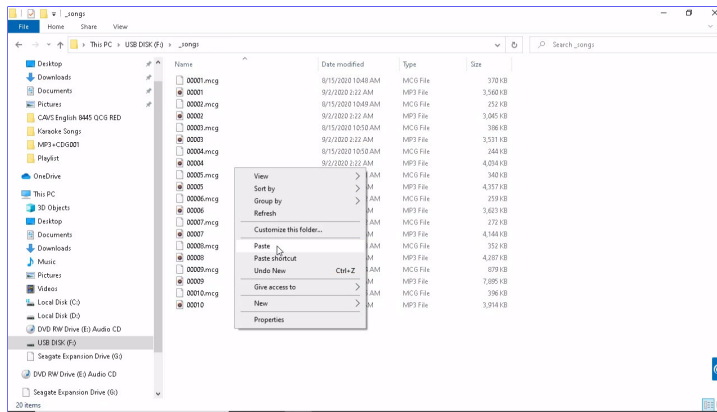 _songs
File Home Share View
This PC > USB DISK (F:) > _songs
Search _songs
Name Date modified Type Size
Desktop
Downloads
Documents
Pictures
CAVS English 8445 QCG RED
Karaoke Songs
MP3+CDG001
Playlist
OneDrive
This PC
3D Objects
Desktop
Documents
Downloads
Music
Pictures
Videos
Local Disk (C:)
Local Disk (D:)
DVD RW Drive (E:) Audio CD
USB DISK (F:)
Seagate Expansion Drive (G:)
DVD RW Drive (E:) Audio CD
Seagate Expansion Drive (G:)
00001.mcg 8/15/2020 10:48 AM MCG File 370 KB
00001 9/2/2020 2:22 AM MP3 File 3,560 KB
00002.mcg 8/15/2020 10:49 AM MCG File 252 KB
00002 9/2/2020 2:22 AM MP3 File 3,045 KB
00003.mcg 8/15/2020 10:50 AM MCG File 386 KB
00003 9/2/2020 2:22 AM MP3 File 3,531 KB
00004.mcg 8/15/2020 10:50 AM MCG File 244 KB
00004 9/2/2020 2:22 AM MP3 File 4,034 KB
00005.mcg AM MCG File 340 KB
00005 MP3 File 4,357 KB
00006.mcg AM MCG File 259 KB
00006 MP3 File 3,623 KB
00007.mcg AM MCG File 272 KB
00007 MP3 File 4,144 KB
00008.mcg AM MCG File 352 KB
00008 MP3 File 4,287 KB
00009.mcg AM MCG File 879 KB
00009 MP3 File 7,895 KB
00010.mcg AM MCG File 396 KB
00010 MP3 File 3,914 KB
View
Sort by
Group by
Refresh
Customize this folder...
Paste
Paste shortcut
Undo New Ctrl+Z
Give access to
New
Properties
20 items